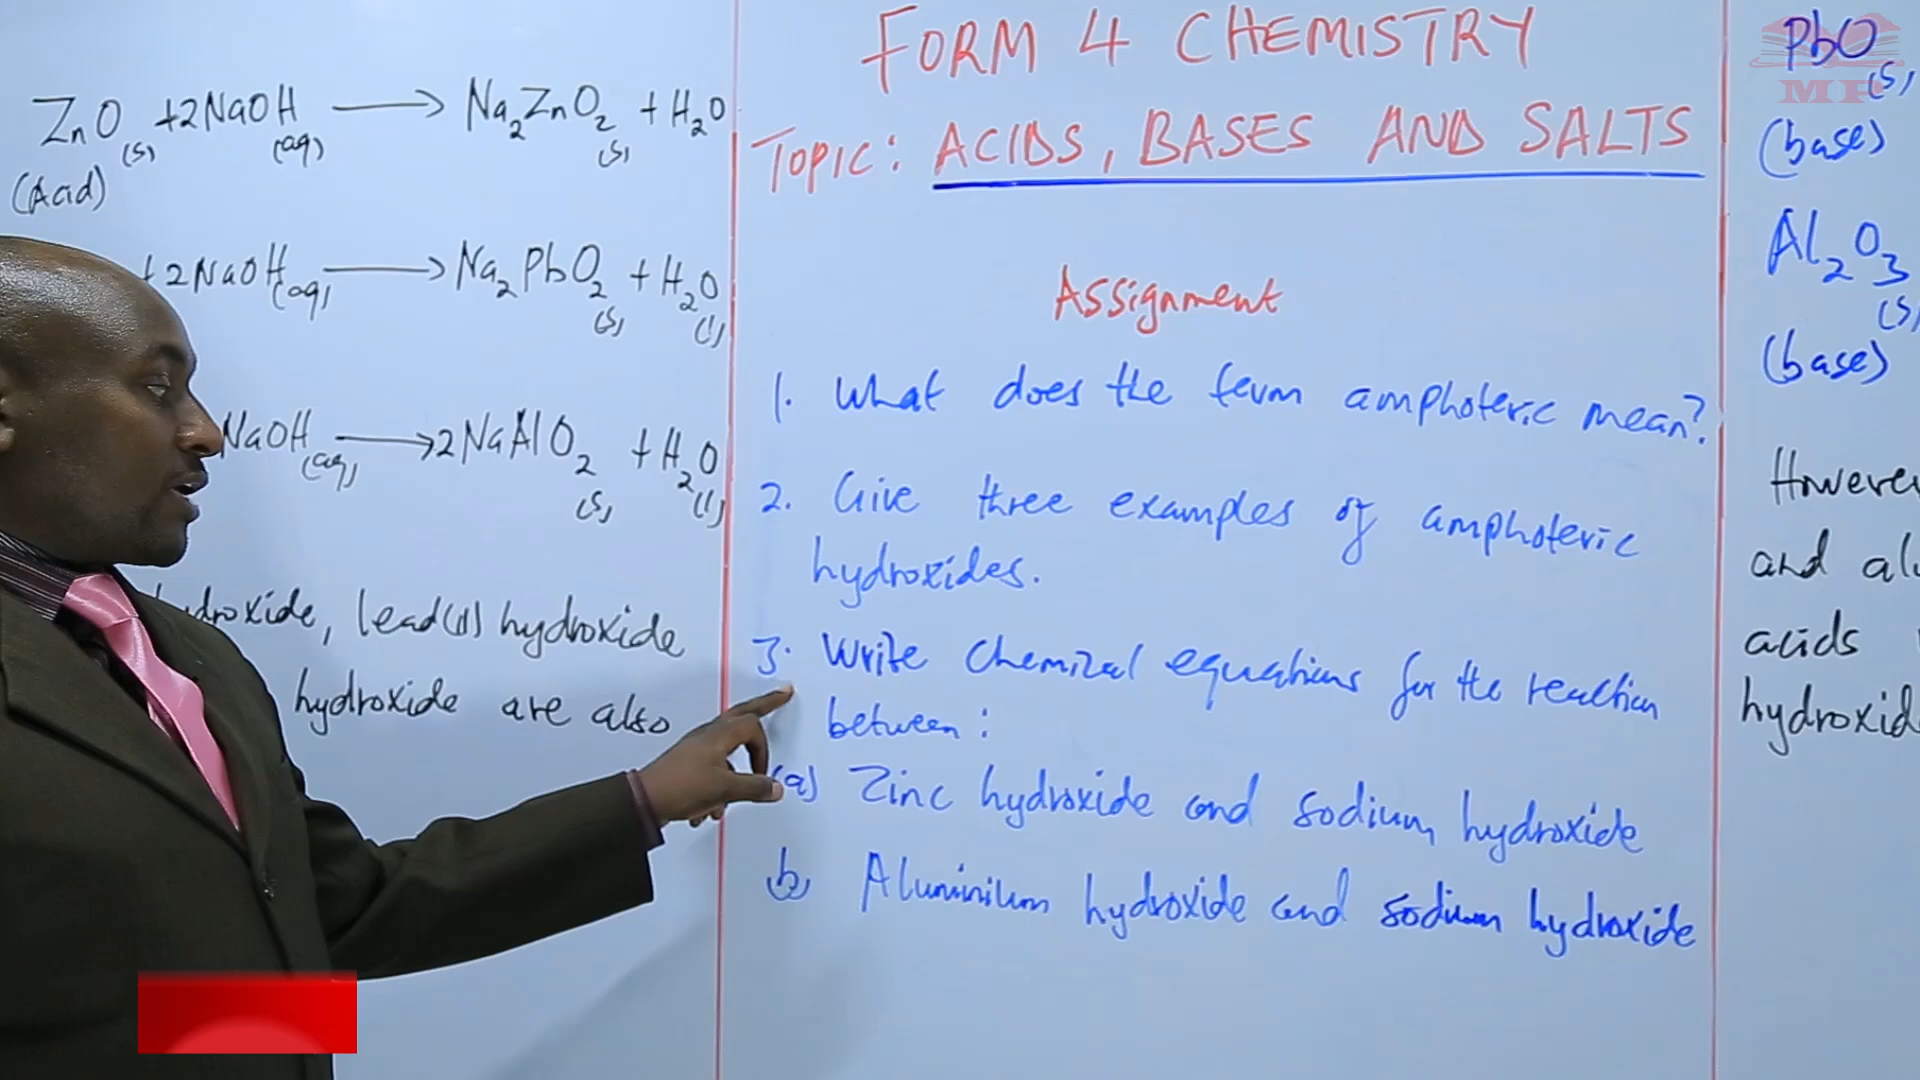 ZnO(s) + 2NaOH(aq) ⟶ Na₂ZnO₂(s) + H₂O
(Acid)
+ 2NaOH(aq) ⟶ Na₂PbO₂(s) + H₂O(l)
NaOH(aq) ⟶ 2NaAlO₂(s) + H₂O(l)
hydroxide, lead(II) hydroxide
hydroxide are also
FORM 4 CHEMISTRY
TOPIC: ACIDS, BASES AND SALTS
Assignment
1. What does the term amphoteric mean?
2. Give three examples of amphoteric
hydroxides.
3. Write chemical equations for the reaction
between:
(a) Zinc hydroxide and sodium hydroxide
(b) Aluminium hydroxide and sodium hydroxide
PbO(s)
(base)
Al₂O₃(s)
(base)
However
and al
acids
hydroxid
MP